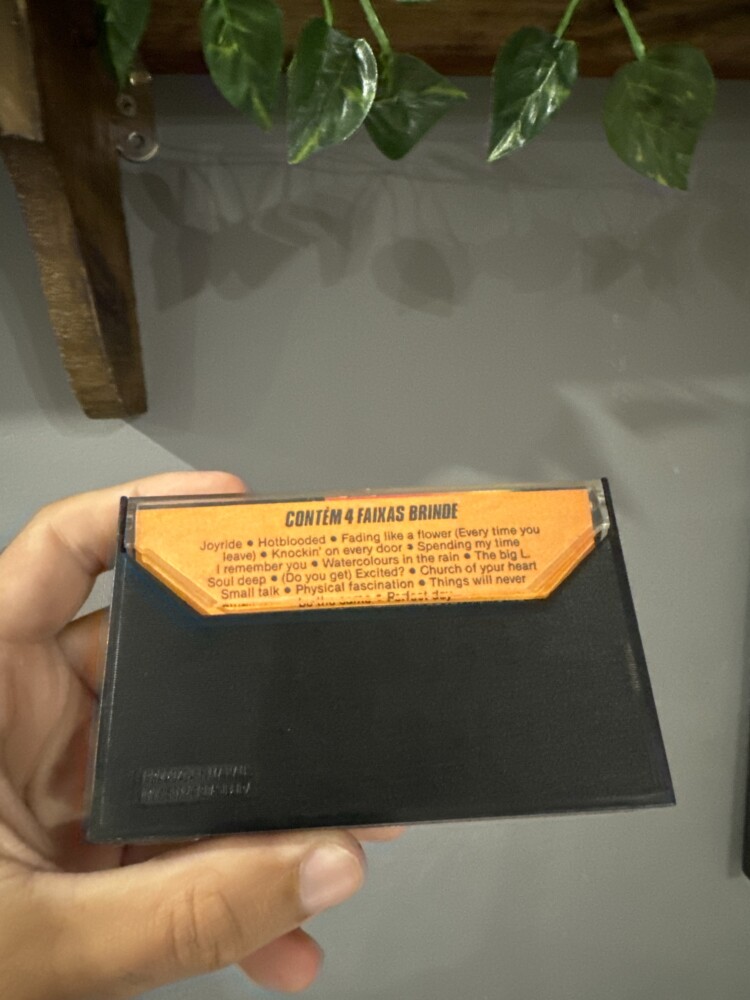 CONTÉM 4 FAIXAS BRINDE
Joyride • Hotblooded • Fading like a flower (Every time you
leave) • Knockin' on every door • Spending my time
I remember you • Watercolours in the rain • The big L.
Soul deep • (Do you get) Excited? • Church of your heart
Small talk • Physical fascination • Things will never
be the same • Perfect day